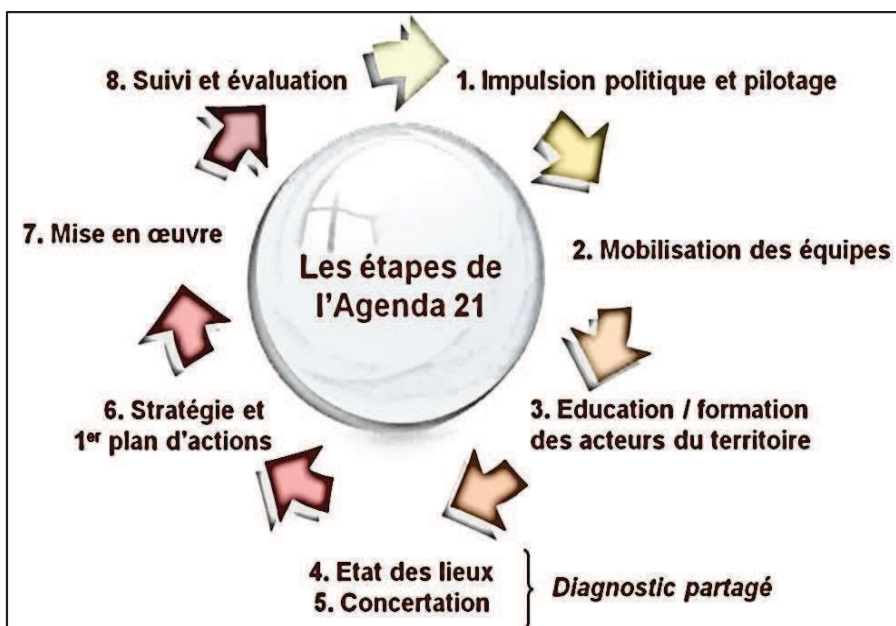 8. Suivi et évaluation
1. Impulsion politique et pilotage
7. Mise en œuvre
Les étapes de
l'Agenda 21
2. Mobilisation des équipes
6. Stratégie et
1er plan d'actions
3. Education / formation
des acteurs du territoire
4. Etat des lieux
5. Concertation
Diagnostic partagé